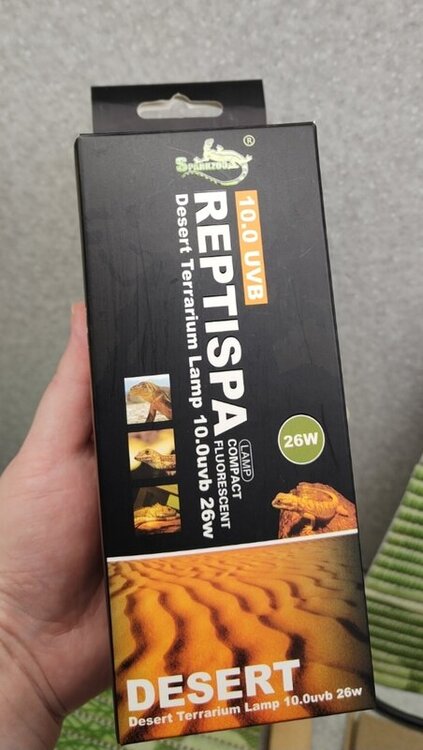 SPARKZOO
®
10.0 UVB
REPTISPA
LAMP
COMPACT
FLUORESCENT
Desert Terrarium Lamp 10.0uvb 26w
26W
DESERT
Desert Terrarium Lamp 10.0uvb 26w